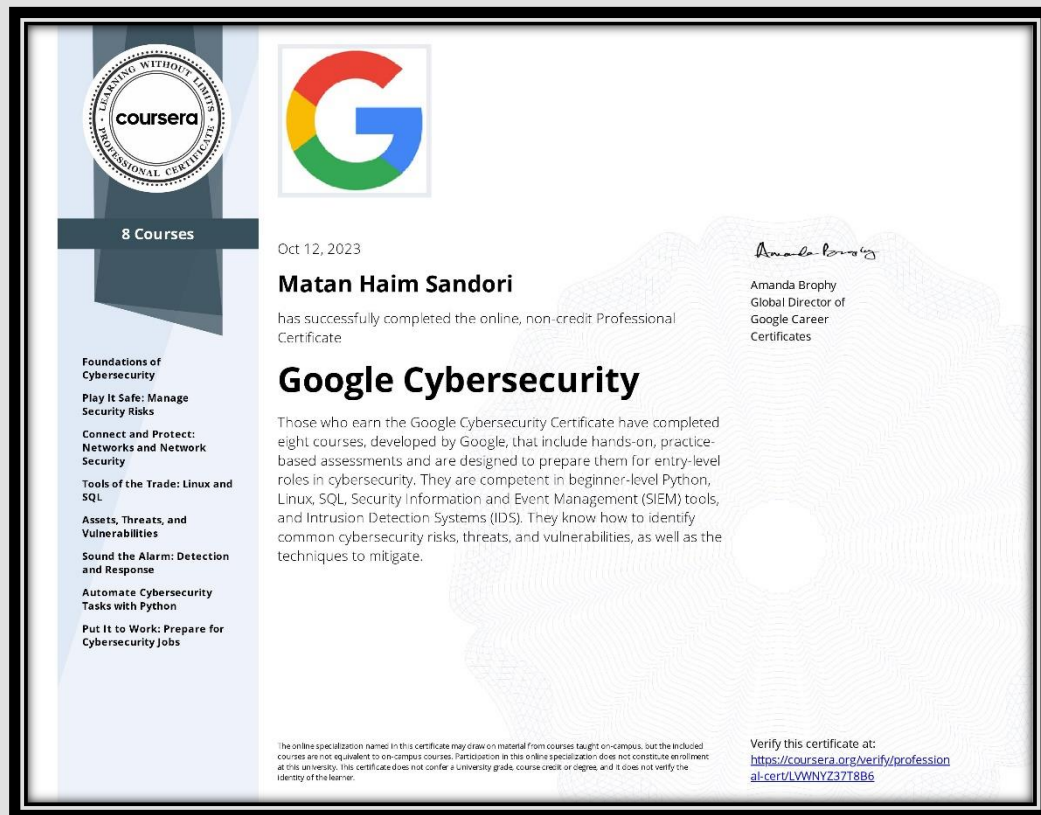 LEARNING WITHOUT LIMITS
coursera
PROFESSIONAL CERTIFICATE
8 Courses
Foundations of
Cybersecurity
Play It Safe: Manage
Security Risks
Connect and Protect:
Networks and Network
Security
Tools of the Trade: Linux and
SQL
Assets, Threats, and
Vulnerabilities
Sound the Alarm: Detection
and Response
Automate Cybersecurity
Tasks with Python
Put It to Work: Prepare for
Cybersecurity Jobs
G
Oct 12, 2023
Matan Haim Sandori
has successfully completed the online, non-credit Professional
Certificate
Google Cybersecurity
Those who earn the Google Cybersecurity Certificate have completed
eight courses, developed by Google, that include hands-on, practice-
based assessments and are designed to prepare them for entry-level
roles in cybersecurity. They are competent in beginner-level Python,
Linux, SQL, Security Information and Event Management (SIEM) tools,
and Intrusion Detection Systems (IDS). They know how to identify
common cybersecurity risks, threats, and vulnerabilities, as well as the
techniques to mitigate.
Amanda Brophy
Amanda Brophy
Global Director of
Google Career
Certificates
The online specialization named in this certificate may draw on material from courses taught on-campus, but the included
courses are not equivalent to on-campus courses. Participation in this online specialization does not constitute enrollment
at this university. This certificate does not confer a University grade, course credit or degree, and it does not verify the
identity of the learner.
Verify this certificate at:
https://coursera.org/verify/profession
al-cert/LVWNYZ37T8B6